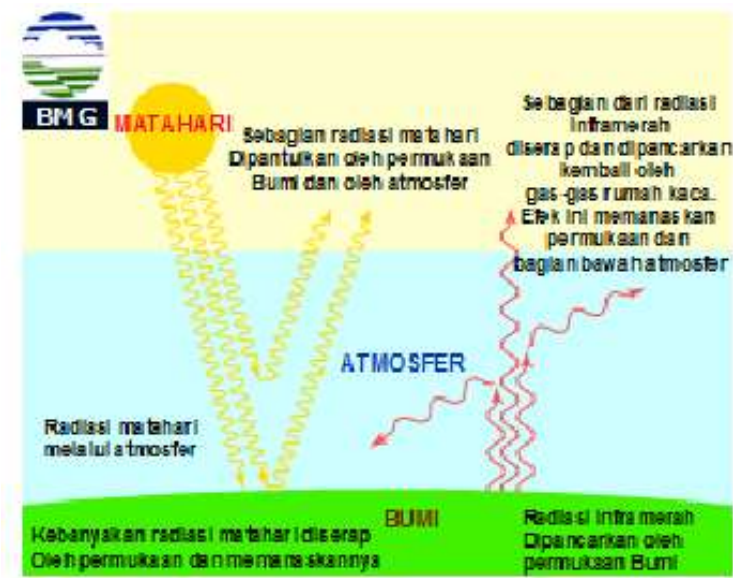 BMG
MATAHARI
Sebagian radiasi matahari
Dipantulkan oleh permukaan
Bumi dan oleh atmosfer
Sebagian dari radiasi
inframerah
diserap dan dipancarkan
kembali oleh
gas-gas rumah kaca.
Efek ini memanaskan
permukaan dan
bagian bawah atmosfer
ATMOSFER
Radiasi matahari
melalui atmosfer
BUMI
Kebanyakan radiasi matahari diserap
Oleh permukaan dan memanaskannya
Radiasi inframerah
Dipancarkan oleh
permukaan Bumi